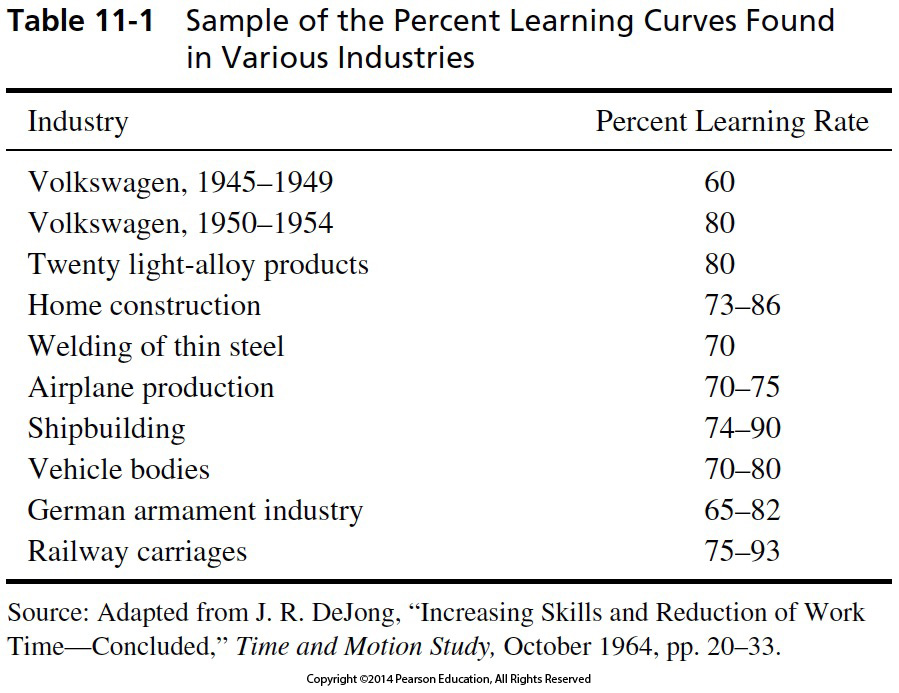 Table 11-1 Sample of the Percent Learning Curves Found
in Various Industries
Industry Percent Learning Rate
Volkswagen, 1945–1949 60
Volkswagen, 1950–1954 80
Twenty light-alloy products 80
Home construction 73–86
Welding of thin steel 70
Airplane production 70–75
Shipbuilding 74–90
Vehicle bodies 70–80
German armament industry 65–82
Railway carriages 75–93
Source: Adapted from J. R. DeJong, “Increasing Skills and Reduction of Work
Time—Concluded,” Time and Motion Study, October 1964, pp. 20–33.
Copyright ©2014 Pearson Education, All Rights Reserved